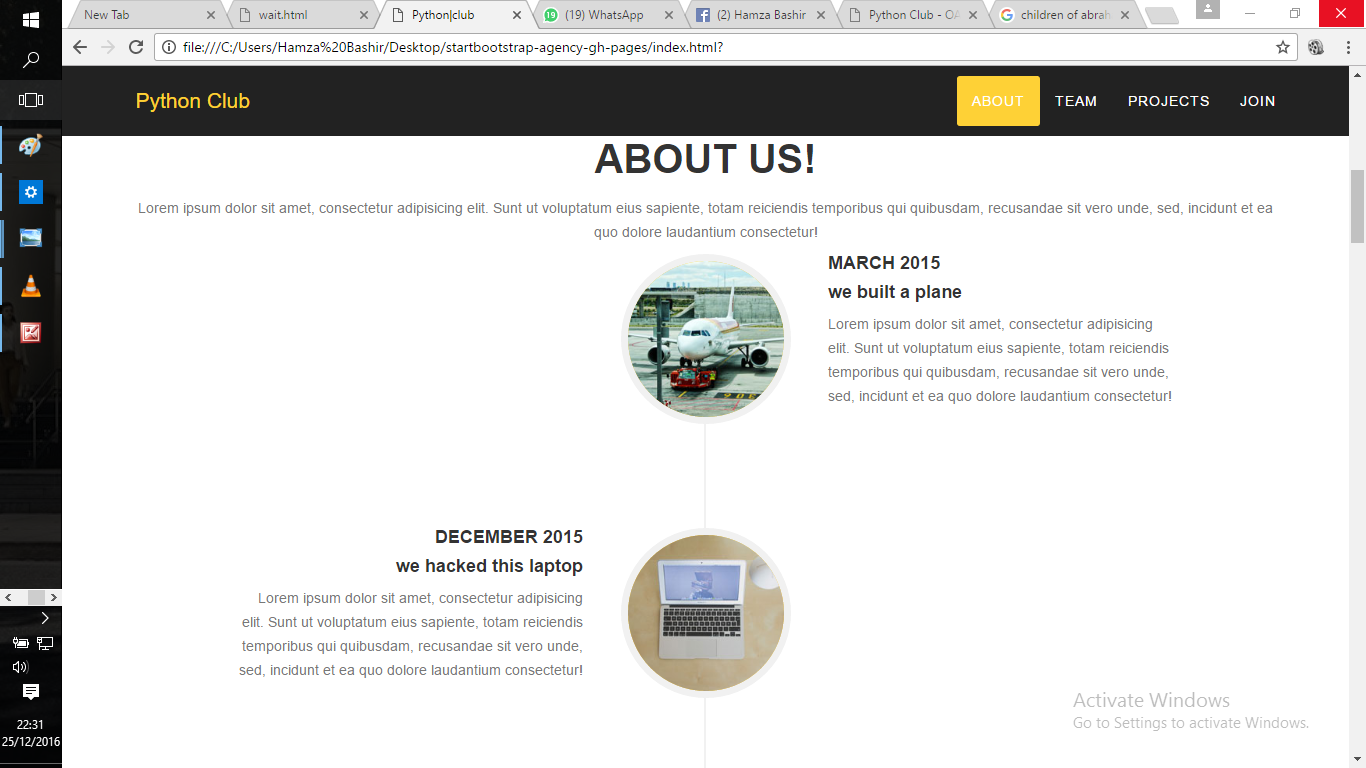 New Tab
wait.html
Python|club
19
(19) WhatsApp
(2) Hamza Bashir
Python Club - OA
children of abrah
file:///C:/Users/Hamza%20Bashir/Desktop/startbootstrap-agency-gh-pages/index.html?
Python Club
ABOUT
TEAM
PROJECTS
JOIN
ABOUT US!
Lorem ipsum dolor sit amet, consectetur adipisicing elit. Sunt ut voluptatum eius sapiente, totam reiciendis temporibus qui quibusdam, recusandae sit vero unde, sed, incidunt et ea
quo dolore laudantium consectetur!
MARCH 2015
we built a plane
Lorem ipsum dolor sit amet, consectetur adipisicing
elit. Sunt ut voluptatum eius sapiente, totam reiciendis
temporibus qui quibusdam, recusandae sit vero unde,
sed, incidunt et ea quo dolore laudantium consectetur!
DECEMBER 2015
we hacked this laptop
Lorem ipsum dolor sit amet, consectetur adipisicing
elit. Sunt ut voluptatum eius sapiente, totam reiciendis
temporibus qui quibusdam, recusandae sit vero unde,
sed, incidunt et ea quo dolore laudantium consectetur!
Activate Windows
Go to Settings to activate Windows.
22:31
25/12/2016